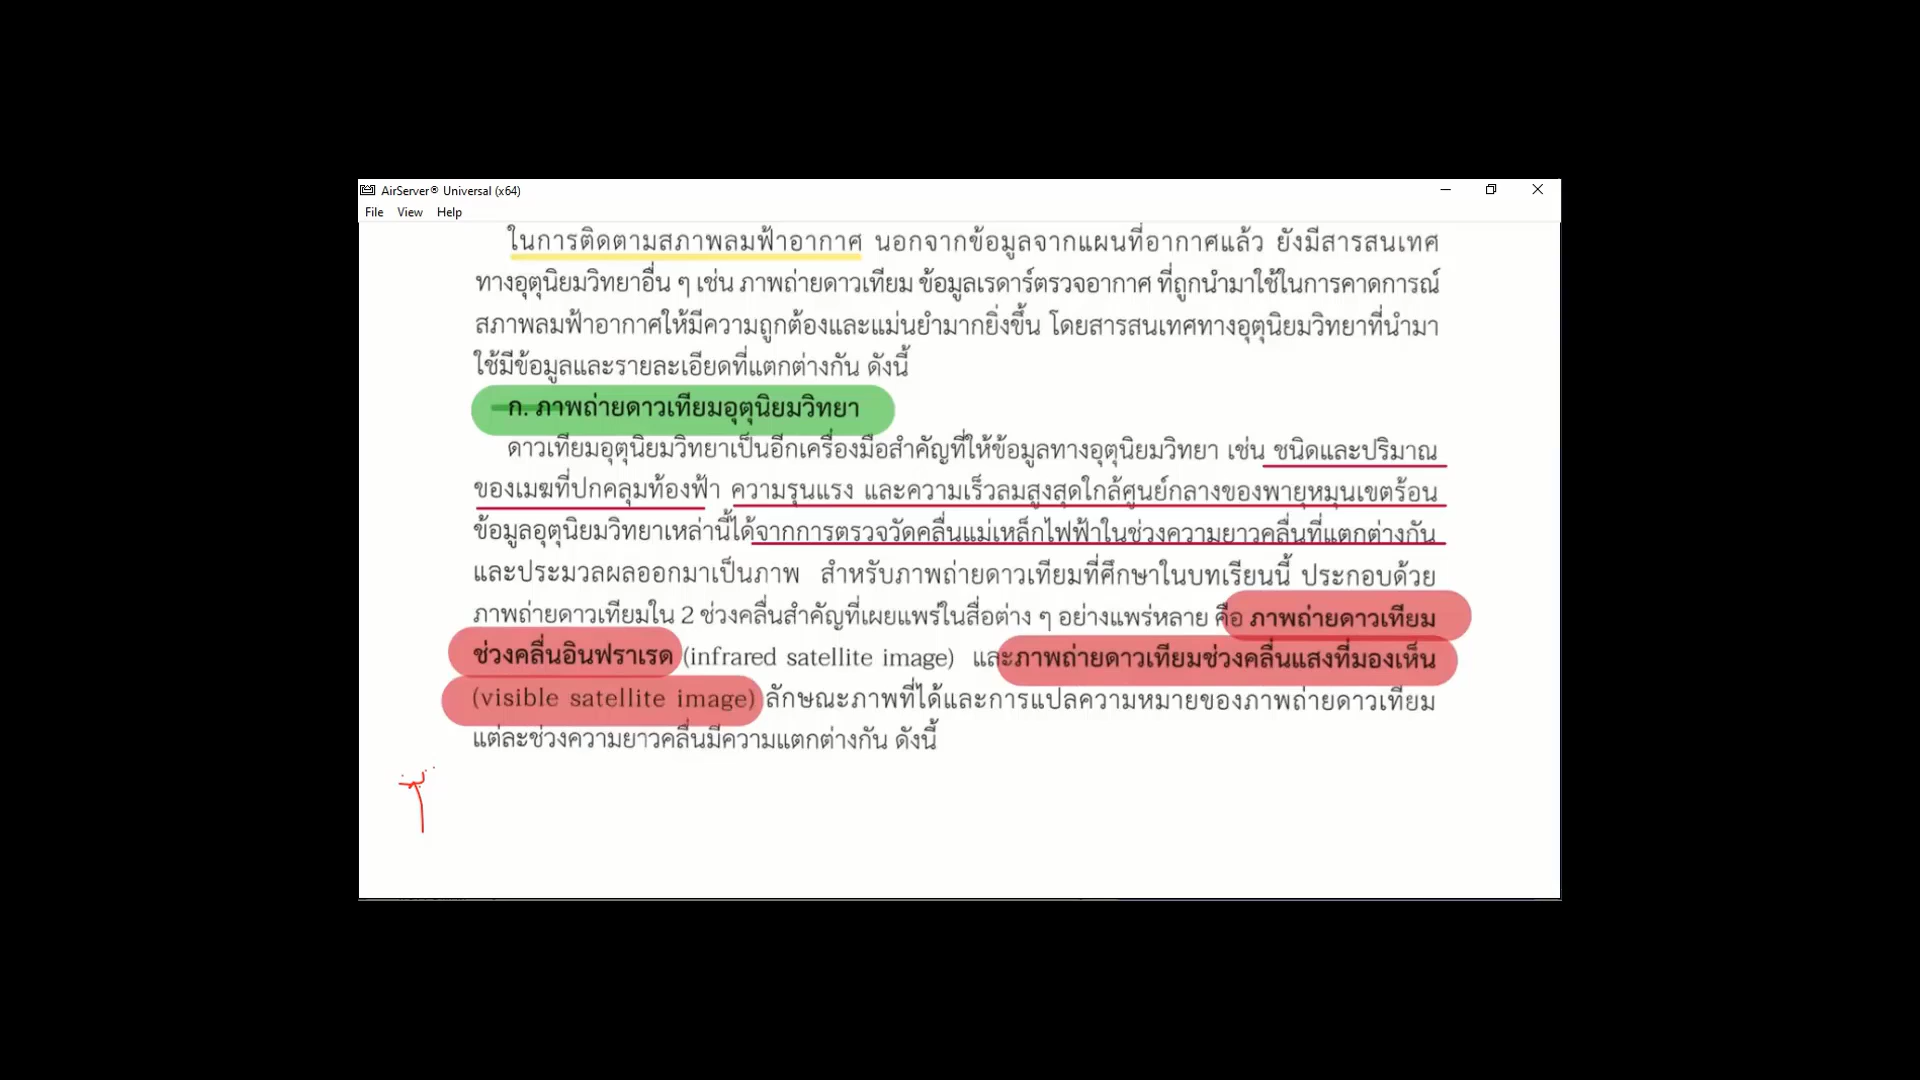 AirServer® Universal (x64)
File View Help
ในการติดตามสภาพลมฟ้าอากาศ นอกจากข้อมูลจากแผนที่อากาศแล้ว ยังมีสารสนเทศ
ทางอุตุนิยมวิทยาอื่น ๆ เช่น ภาพถ่ายดาวเทียม ข้อมูลเรดาร์ตรวจอากาศ ที่ถูกนำมาใช้ในการคาดการณ์
สภาพลมฟ้าอากาศให้มีความถูกต้องและแม่นยำมากยิ่งขึ้น โดยสารสนเทศทางอุตุนิยมวิทยาที่นำมา
ใช้มีข้อมูลและรายละเอียดที่แตกต่างกัน ดังนี้
ก. ภาพถ่ายดาวเทียมอุตุนิยมวิทยา
ดาวเทียมอุตุนิยมวิทยาเป็นอีกเครื่องมือสำคัญที่ให้ข้อมูลทางอุตุนิยมวิทยา เช่น ชนิดและปริมาณ
ของเมฆที่ปกคลุมท้องฟ้า ความรุนแรง และความเร็วลมสูงสุดใกล้ศูนย์กลางของพายุหมุนเขตร้อน
ข้อมูลอุตุนิยมวิทยาเหล่านี้ได้จากการตรวจวัดคลื่นแม่เหล็กไฟฟ้าในช่วงความยาวคลื่นที่แตกต่างกัน
และประมวลผลออกมาเป็นภาพ สำหรับภาพถ่ายดาวเทียมที่ศึกษาในบทเรียนนี้ ประกอบด้วย
ภาพถ่ายดาวเทียมใน 2 ช่วงคลื่นสำคัญที่เผยแพร่ในสื่อต่าง ๆ อย่างแพร่หลาย คือ ภาพถ่ายดาวเทียม
ช่วงคลื่นอินฟราเรด (infrared satellite image) และภาพถ่ายดาวเทียมช่วงคลื่นแสงที่มองเห็น
(visible satellite image) ลักษณะภาพที่ได้และการแปลความหมายของภาพถ่ายดาวเทียม
แต่ละช่วงความยาวคลื่นมีความแตกต่างกัน ดังนี้